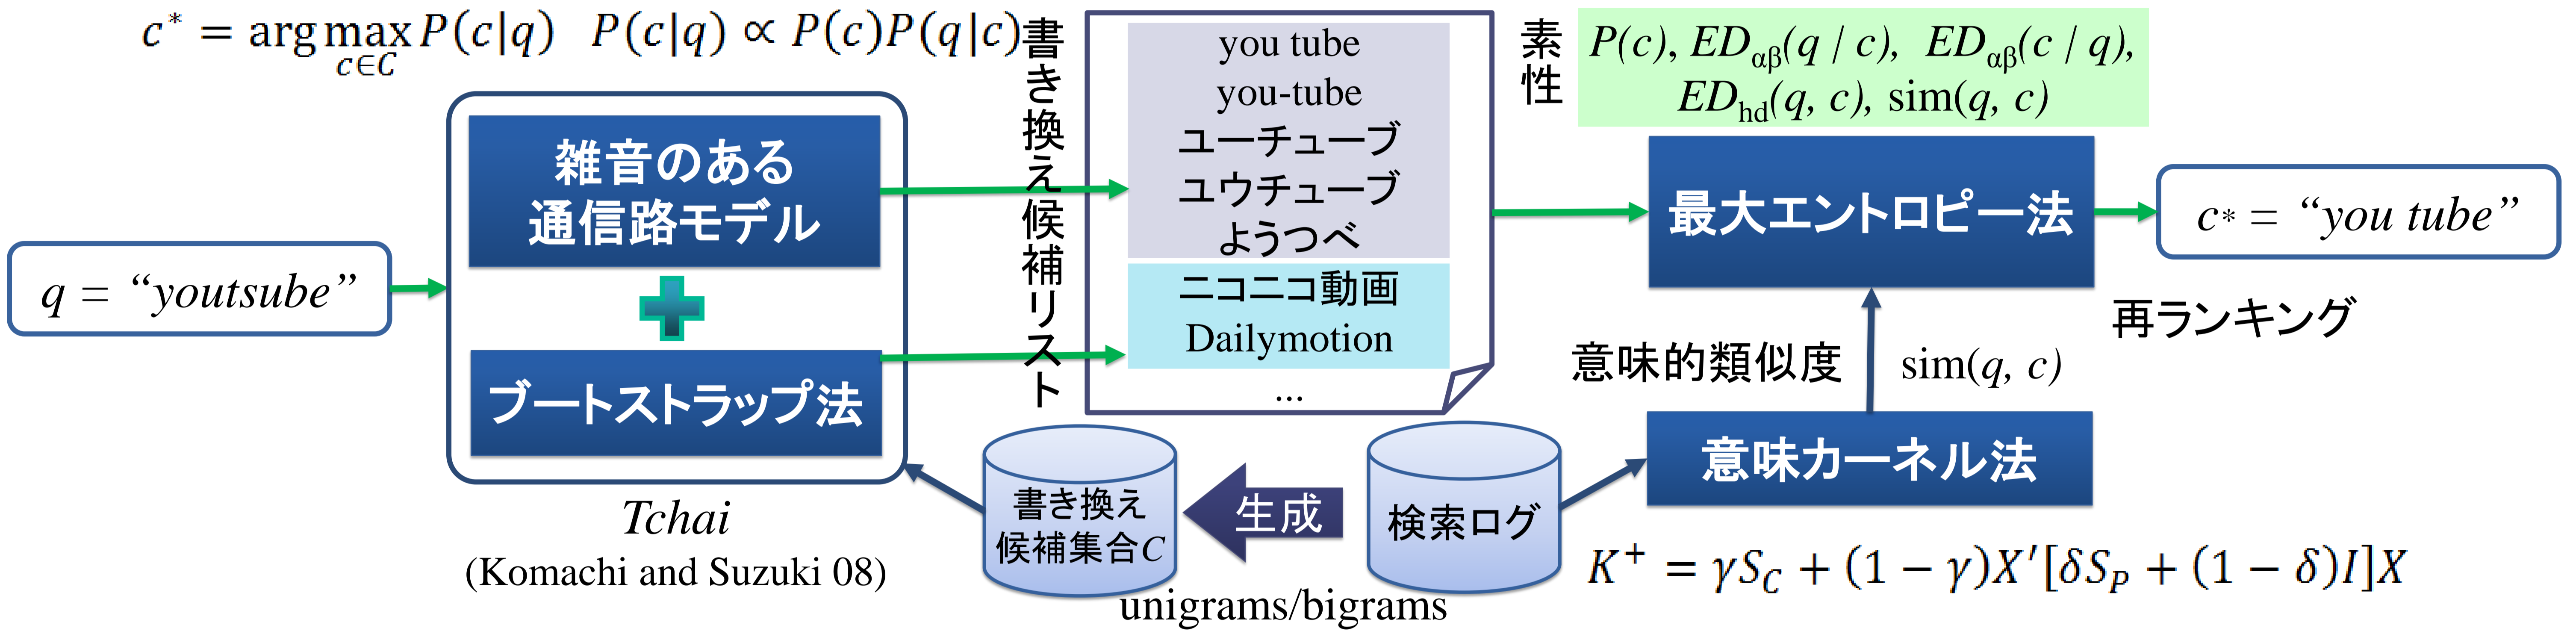 c* = arg max P(c|q)   P(c|q) ∝ P(c)P(q|c)
c∈C
q = “youtsube”
雑音のある
通信路モデル
ブートストラップ法
Tchai
(Komachi and Suzuki 08)
書き換え候補リスト
you tube
you-tube
ユーチューブ
ユウチューブ
ようつべ
ニコニコ動画
Dailymotion
...
書き換え
候補集合C
生成
検索ログ
unigrams/bigrams
素性
P(c), EDαβ(q / c), EDαβ(c / q),
EDhd(q, c), sim(q, c)
最大エントロピー法
c* = “you tube”
再ランキング
意味的類似度 sim(q, c)
意味カーネル法
K⁺ = γS_C + (1 − γ)X′[δS_P + (1 − δ)I]X